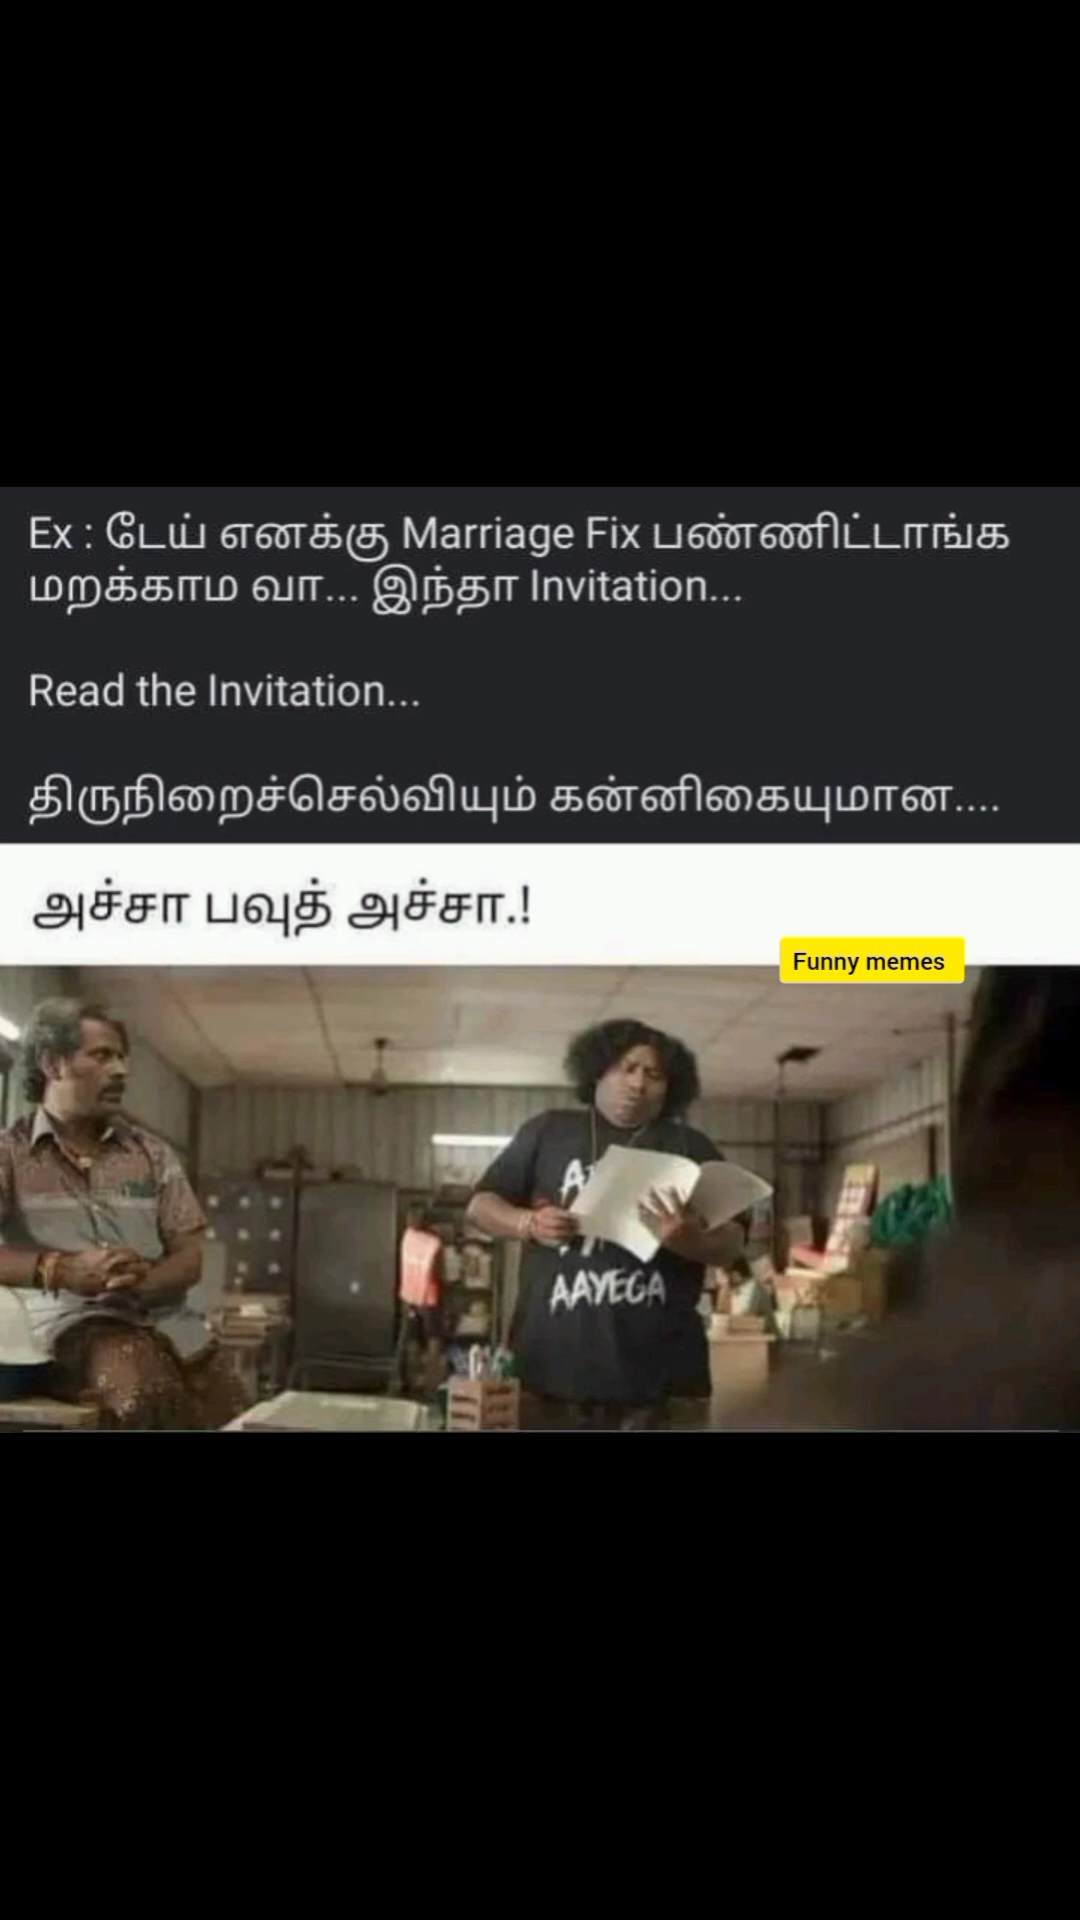 Ex : டேய் எனக்கு Marriage Fix பண்ணிட்டாங்க
மறக்காம வா... இந்தா Invitation...
Read the Invitation...
திருநிறைச்செல்வியும் கன்னிகையுமான....
அச்சா பவுத் அச்சா.!
Funny memes
AAYEGA